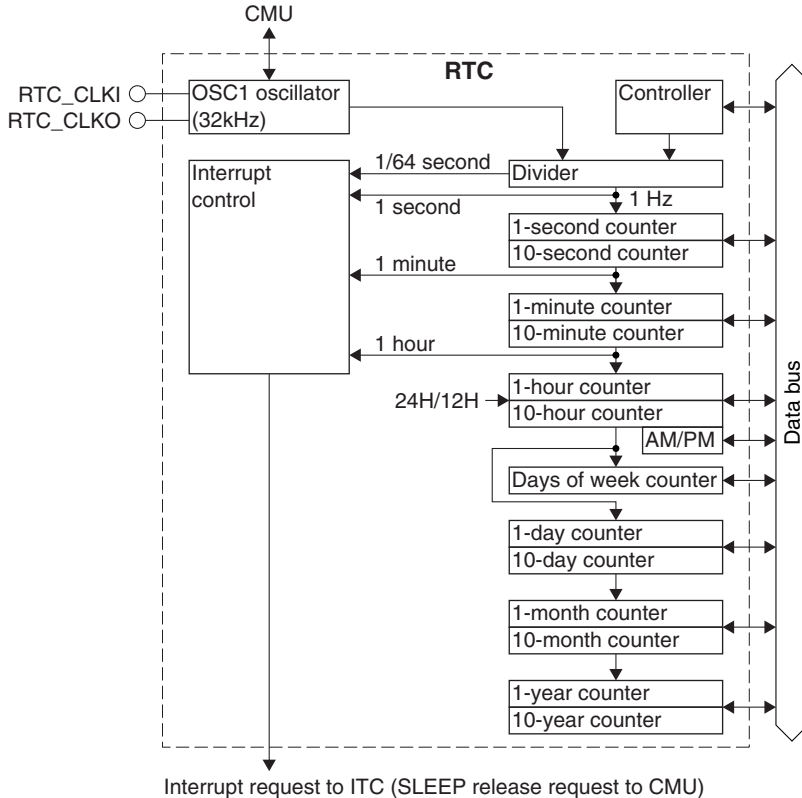 CMU
RTC
RTC_CLKI
RTC_CLKO
OSC1 oscillator
(32kHz)
Controller
Interrupt
control
1/64 second
Divider
1 second
1 Hz
1-second counter
10-second counter
1 minute
1-minute counter
10-minute counter
1 hour
24H/12H
1-hour counter
10-hour counter
AM/PM
Days of week counter
1-day counter
10-day counter
1-month counter
10-month counter
1-year counter
10-year counter
Data bus
Interrupt request to ITC (SLEEP release request to CMU)